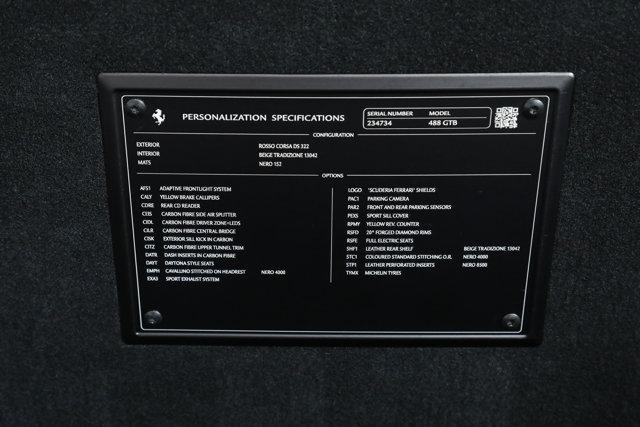 PERSONALIZATION SPECIFICATIONS
SERIAL NUMBER MODEL
234734 488 GTB
CONFIGURATION
EXTERIOR ROSSO CORSA DS 322
INTERIOR BEIGE TRADIZIONE 13042
MATS NERO 152
OPTIONS
AFS1 ADAPTIVE FRONTLIGHT SYSTEM
CALY YELLOW BRAKE CALLIPERS
CDRE REAR CD READER
CEIS CARBON FIBRE SIDE AIR SPLITTER
CIDL CARBON FIBRE DRIVER ZONE+LEDS
CILR CARBON FIBRE CENTRAL BRIDGE
CISK EXTERIOR SILL KICK IN CARBON
CITZ CARBON FIBRE UPPER TUNNEL TRIM
DATR DASH INSERTS IN CARBON FIBRE
DAYT DAYTONA STYLE SEATS
EMPH CAVALLINO STITCHED ON HEADREST NERO 4000
EXA3 SPORT EXHAUST SYSTEM
LOGO "SCUDERIA FERRARI" SHIELDS
PAC1 PARKING CAMERA
PAR2 FRONT AND REAR PARKING SENSORS
PEXS SPORT SILL COVER
RPMY YELLOW REV. COUNTER
RSFD 20" FORGED DIAMOND RIMS
RSFE FULL ELECTRIC SEATS
SHF1 LEATHER REAR SHELF BEIGE TRADIZIONE 13042
STC1 COLOURED STANDARD STITCHING O.R. NERO 4000
STP1 LEATHER PERFORATED INSERTS NERO 8500
TYMX MICHELIN TYRES